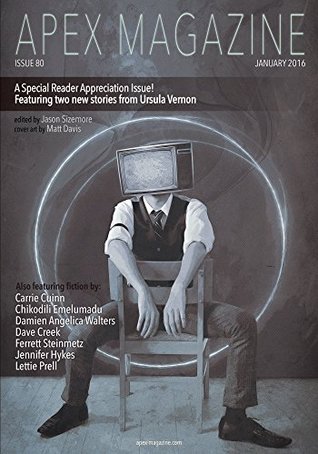 APEX MAGAZINE
ISSUE 80 JANUARY 2016
A Special Reader Appreciation Issue!
Featuring two new stories from Ursula Vernon
edited by Jason Sizemore
cover art by Matt Davis
Also featuring fiction by:
Carrie Cuinn
Chikodili Emelumadu
Damien Angelica Walters
Dave Creek
Ferrett Steinmetz
Jennifer Hykes
Lettie Prell
apex-magazine.com